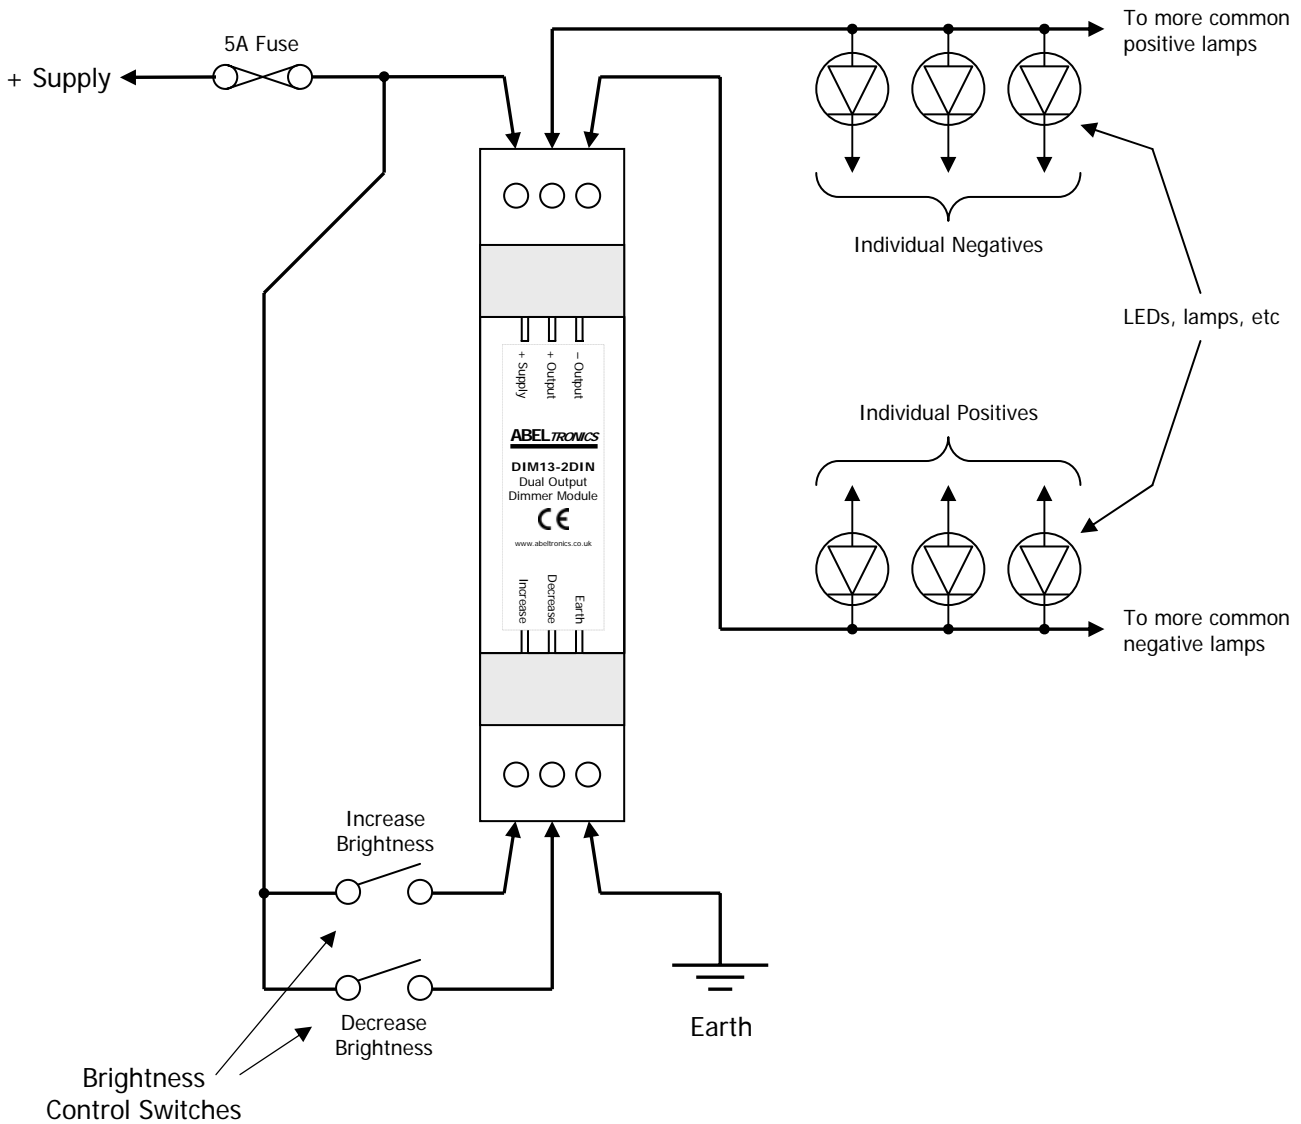 To more common
positive lamps
5A Fuse
+ Supply
Individual Negatives
LEDs, lamps, etc
+ Supply
+ Output
– Output
Individual Positives
ABELTRONICS
DIM13-2DIN
Dual Output
Dimmer Module
CE
www.abeltronics.co.uk
Increase
Decrease
Earth
To more common
negative lamps
Increase
Brightness
Decrease
Brightness
Earth
Brightness
Control Switches